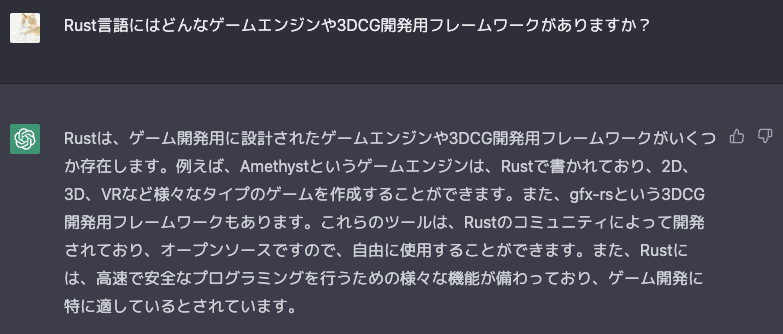 Rust言語にはどんなゲームエンジンや3DCG開発用フレームワークがありますか？
Rustは、ゲーム開発用に設計されたゲームエンジンや3DCG開発用フレームワークがいくつ
か存在します。例えば、Amethystというゲームエンジンは、Rustで書かれており、2D、
3D、VRなど様々なタイプのゲームを作成することができます。また、gfx-rsという3DCG
開発用フレームワークもあります。これらのツールは、Rustのコミュニティによって開発
されており、オープンソースですので、自由に使用することができます。また、Rustに
は、高速で安全なプログラミングを行うための様々な機能が備わっており、ゲーム開発に
特に適しているとされています。